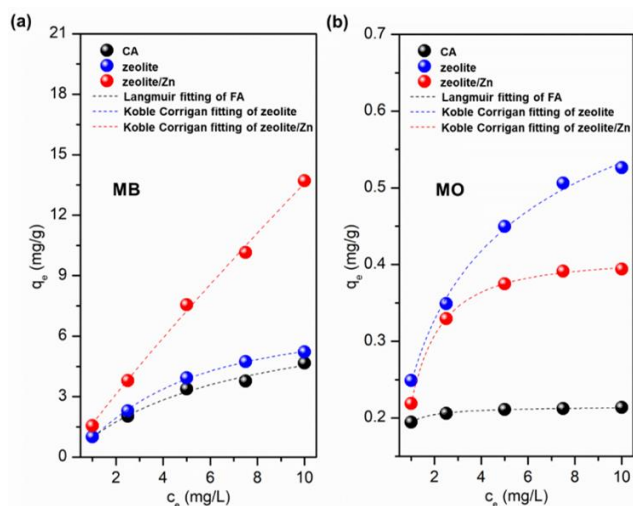 (a)
21
18
15
12
9
6
3
0
q_e (mg/g)
CA
zeolite
zeolite/Zn
Langmuir fitting of FA
Koble Corrigan fitting of zeolite
Koble Corrigan fitting of zeolite/Zn
MB
2 4 6 8 10
c_e (mg/L)
(b)
0.7
0.6
0.5
0.4
0.3
0.2
q_e (mg/g)
CA
zeolite
zeolite/Zn
Langmuir fitting of FA
Koble Corrigan fitting of zeolite
Koble Corrigan fitting of zeolite/Zn
MO
2 4 6 8 10
c_e (mg/L)